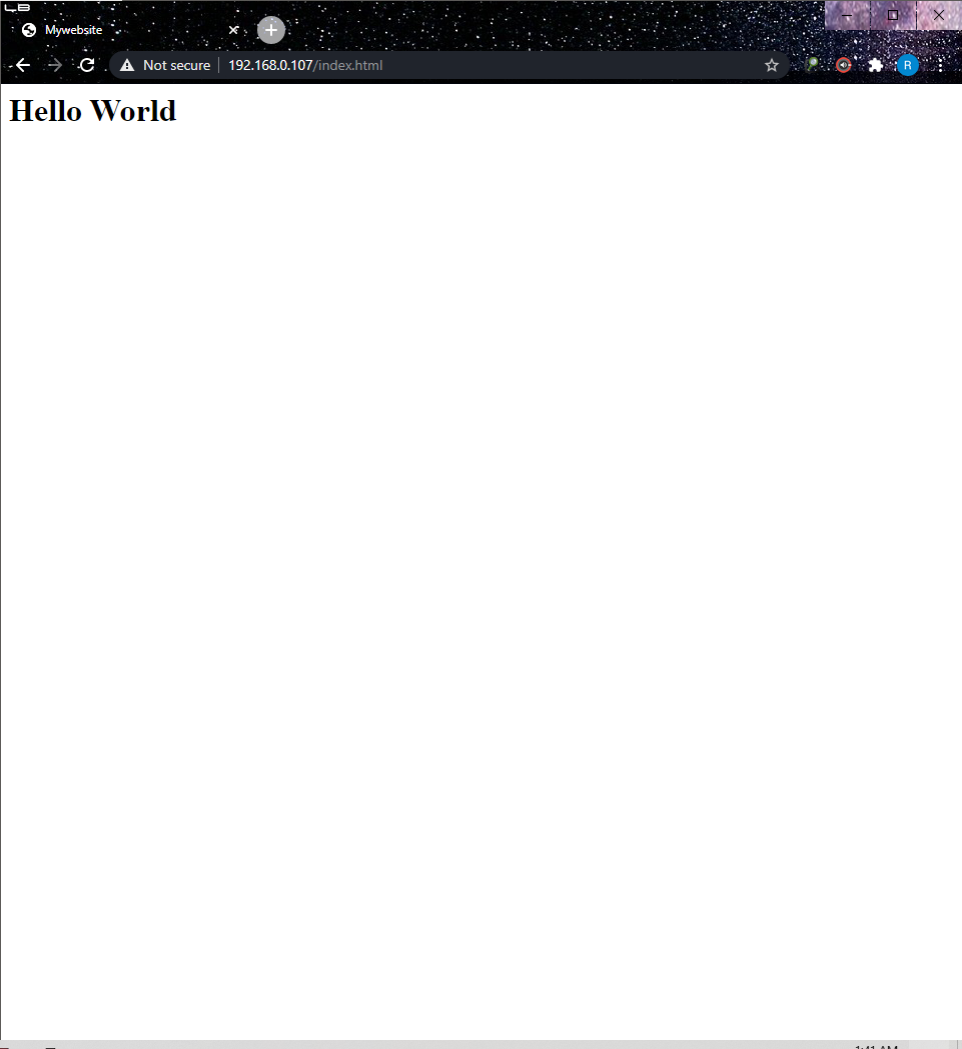 Mywebsite
Not secure | 192.168.0.107/index.html
R
Hello World